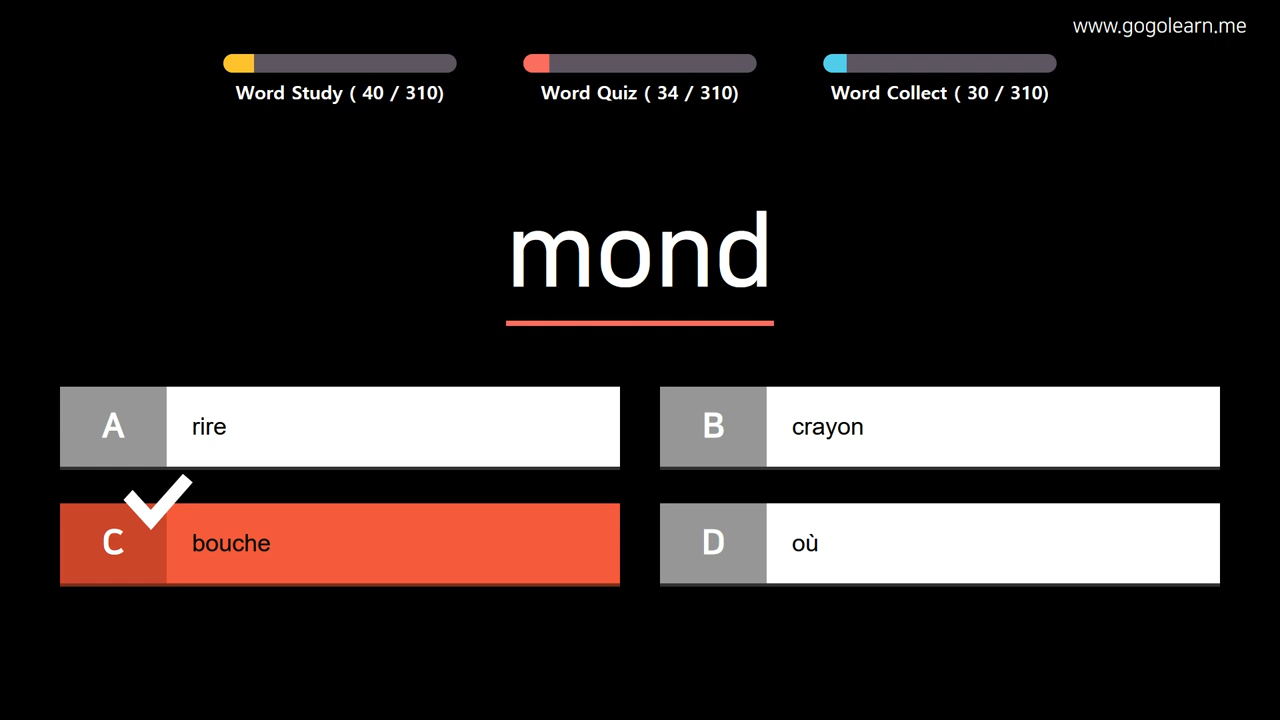 www.gogolearn.me
Word Study ( 40 / 310)
Word Quiz ( 34 / 310)
Word Collect ( 30 / 310)
mond
A rire
B crayon
C bouche
D où